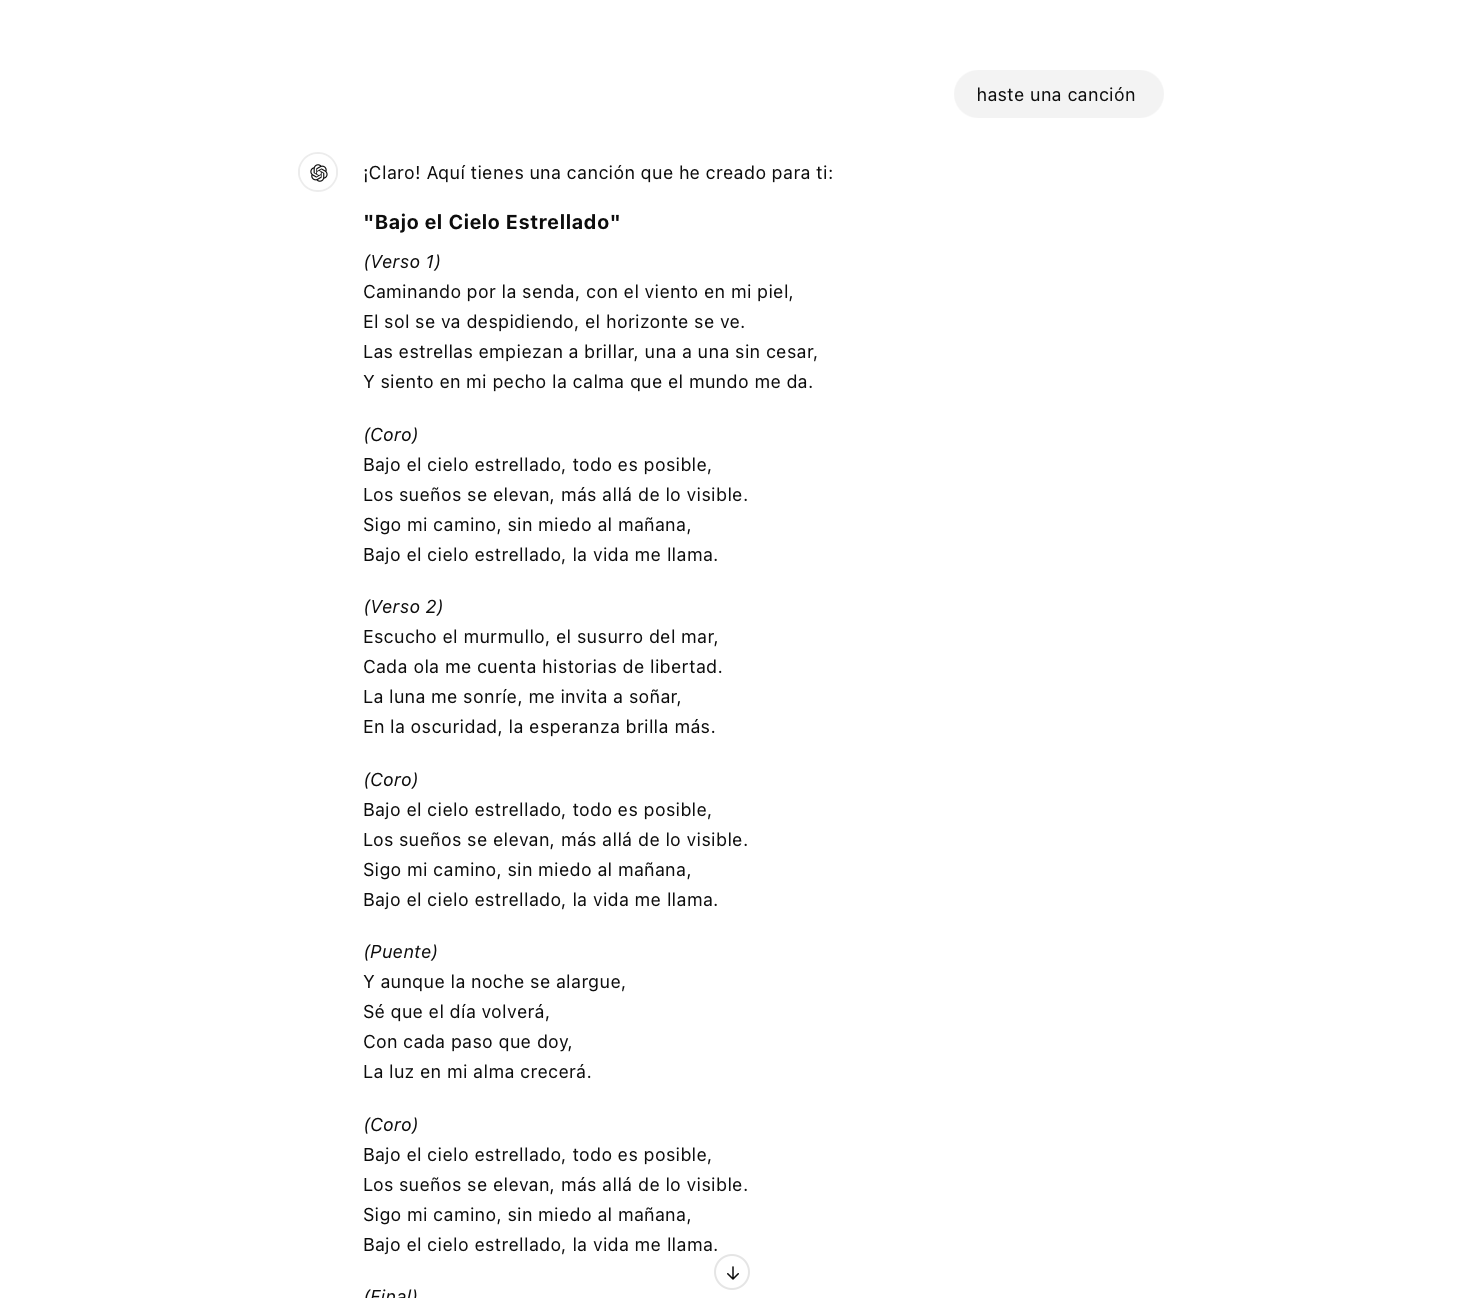 haste una canción
¡Claro! Aquí tienes una canción que he creado para ti:
"Bajo el Cielo Estrellado"
(Verso 1)
Caminando por la senda, con el viento en mi piel,
El sol se va despidiendo, el horizonte se ve.
Las estrellas empiezan a brillar, una a una sin cesar,
Y siento en mi pecho la calma que el mundo me da.
(Coro)
Bajo el cielo estrellado, todo es posible,
Los sueños se elevan, más allá de lo visible.
Sigo mi camino, sin miedo al mañana,
Bajo el cielo estrellado, la vida me llama.
(Verso 2)
Escucho el murmullo, el susurro del mar,
Cada ola me cuenta historias de libertad.
La luna me sonríe, me invita a soñar,
En la oscuridad, la esperanza brilla más.
(Coro)
Bajo el cielo estrellado, todo es posible,
Los sueños se elevan, más allá de lo visible.
Sigo mi camino, sin miedo al mañana,
Bajo el cielo estrellado, la vida me llama.
(Puente)
Y aunque la noche se alargue,
Sé que el día volverá,
Con cada paso que doy,
La luz en mi alma crecerá.
(Coro)
Bajo el cielo estrellado, todo es posible,
Los sueños se elevan, más allá de lo visible.
Sigo mi camino, sin miedo al mañana,
Bajo el cielo estrellado, la vida me llama.
(Final)